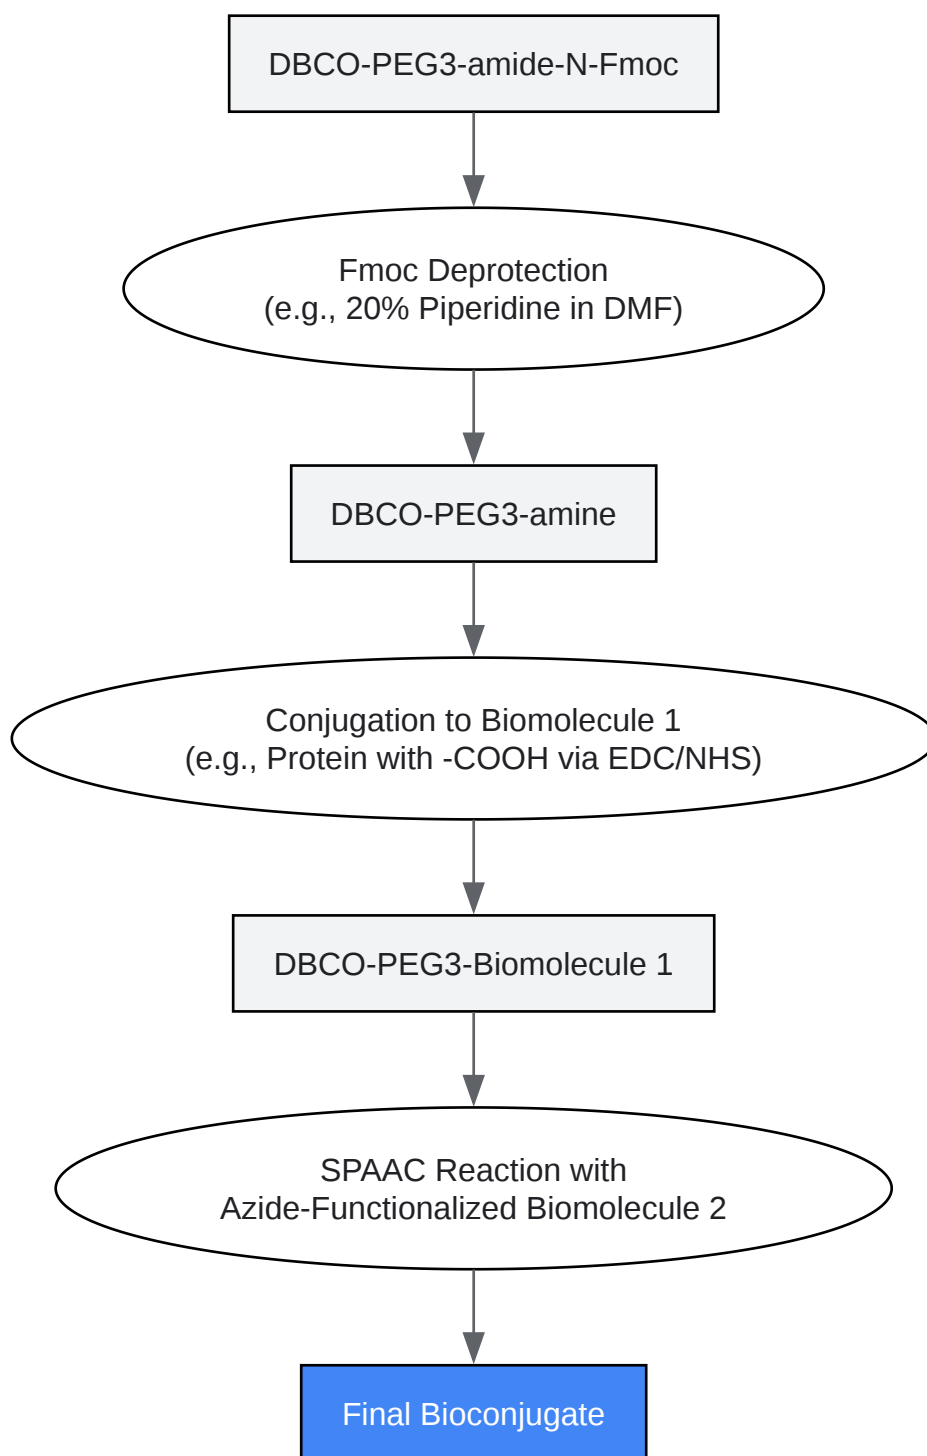 DBCO-PEG3-amide-N-Fmoc
Fmoc Deprotection
(e.g., 20% Piperidine in DMF)
DBCO-PEG3-amine
Conjugation to Biomolecule 1
(e.g., Protein with -COOH via EDC/NHS)
DBCO-PEG3-Biomolecule 1
SPAAC Reaction with
Azide-Functionalized Biomolecule 2
Final Bioconjugate